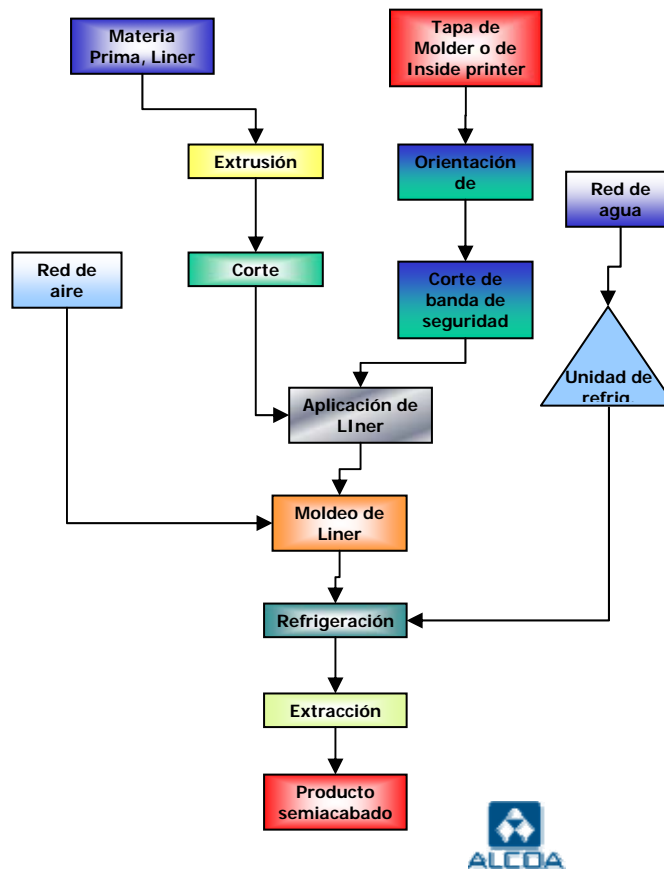 Materia
Prima, Liner
Tapa de
Molder o de
Inside printer
Extrusión
Orientación
de
Red de
agua
Red de
aire
Corte
Corte de
banda de
seguridad
Unidad de
refrig.
Aplicación de
LIner
Moldeo de
Liner
Refrigeración
Extracción
Producto
semiacabado
ALCOA